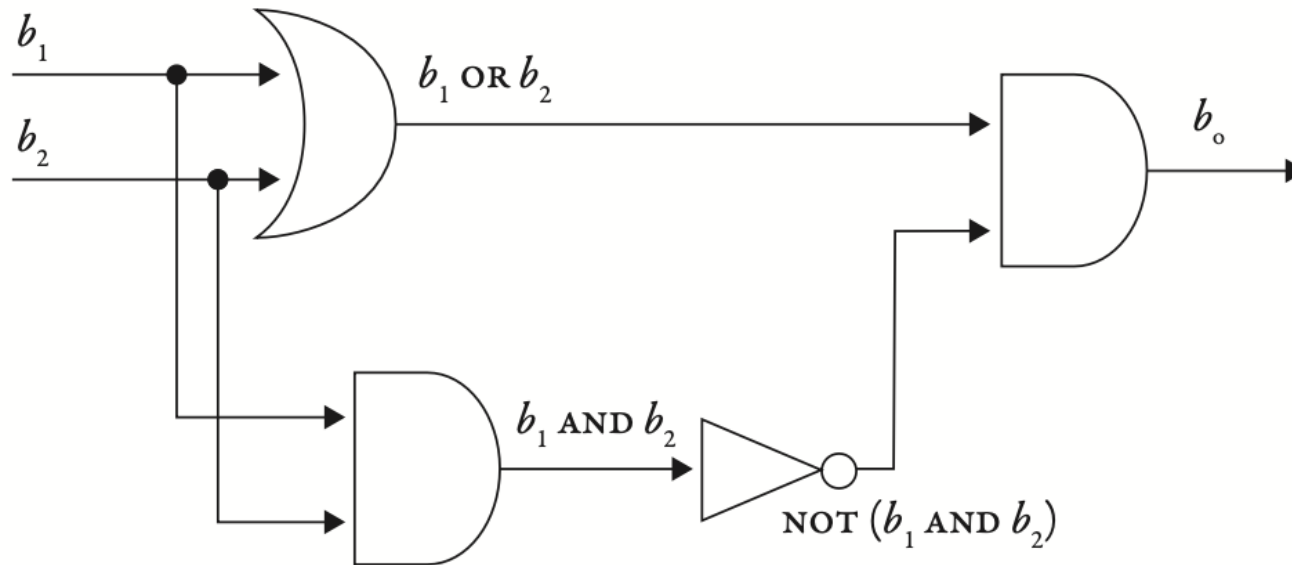 b₁
b₁ OR b₂
b₂
bₒ
b₁ AND b₂
NOT (b₁ AND b₂)